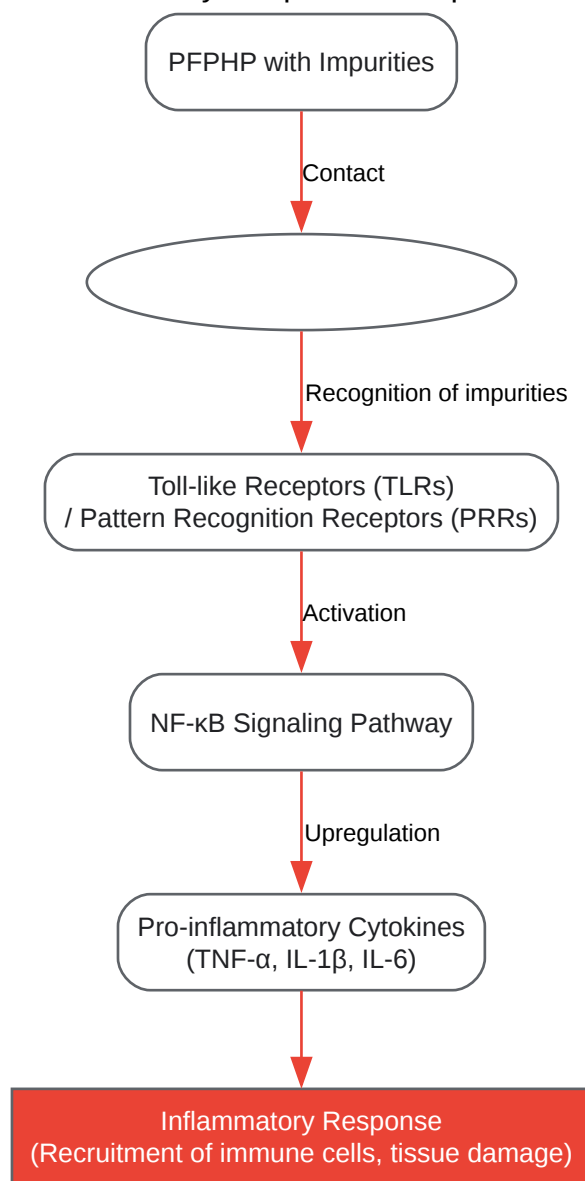 PFPHP with Impurities
Contact
Recognition of impurities
Toll-like Receptors (TLRs)
/ Pattern Recognition Receptors (PRRs)
Activation
NF-κB Signaling Pathway
Upregulation
Pro-inflammatory Cytokines
(TNF-α, IL-1β, IL-6)
Inflammatory Response
(Recruitment of immune cells, tissue damage)